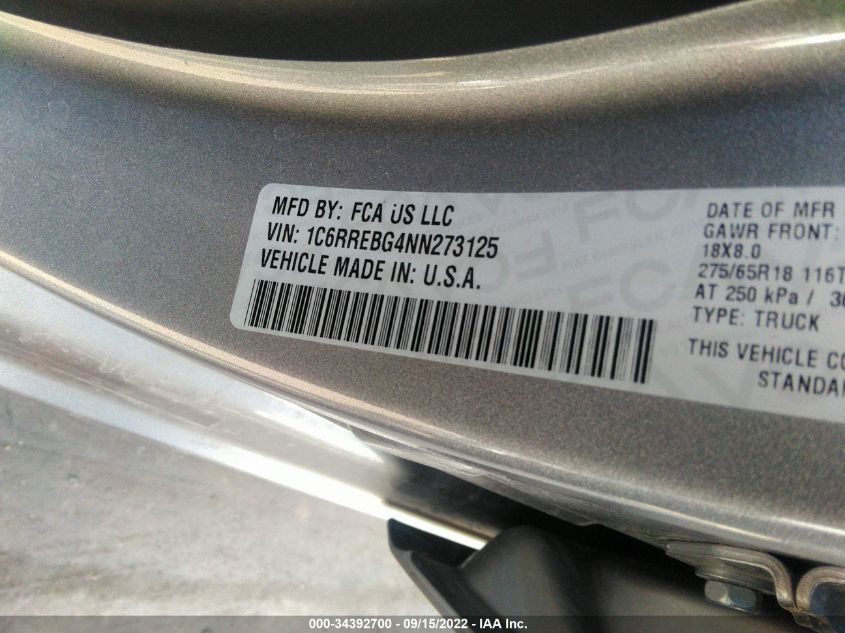 MFD BY: FCA US LLC
VIN: 1C6RREBG4NN273125
VEHICLE MADE IN: U.S.A.
DATE OF MFR
GAWR FRONT:
18X8.0
275/65R18 116T
AT 250 kPa /
TYPE: TRUCK
THIS VEHICLE
000-34392700 - 09/15/2022 - IAA Inc.